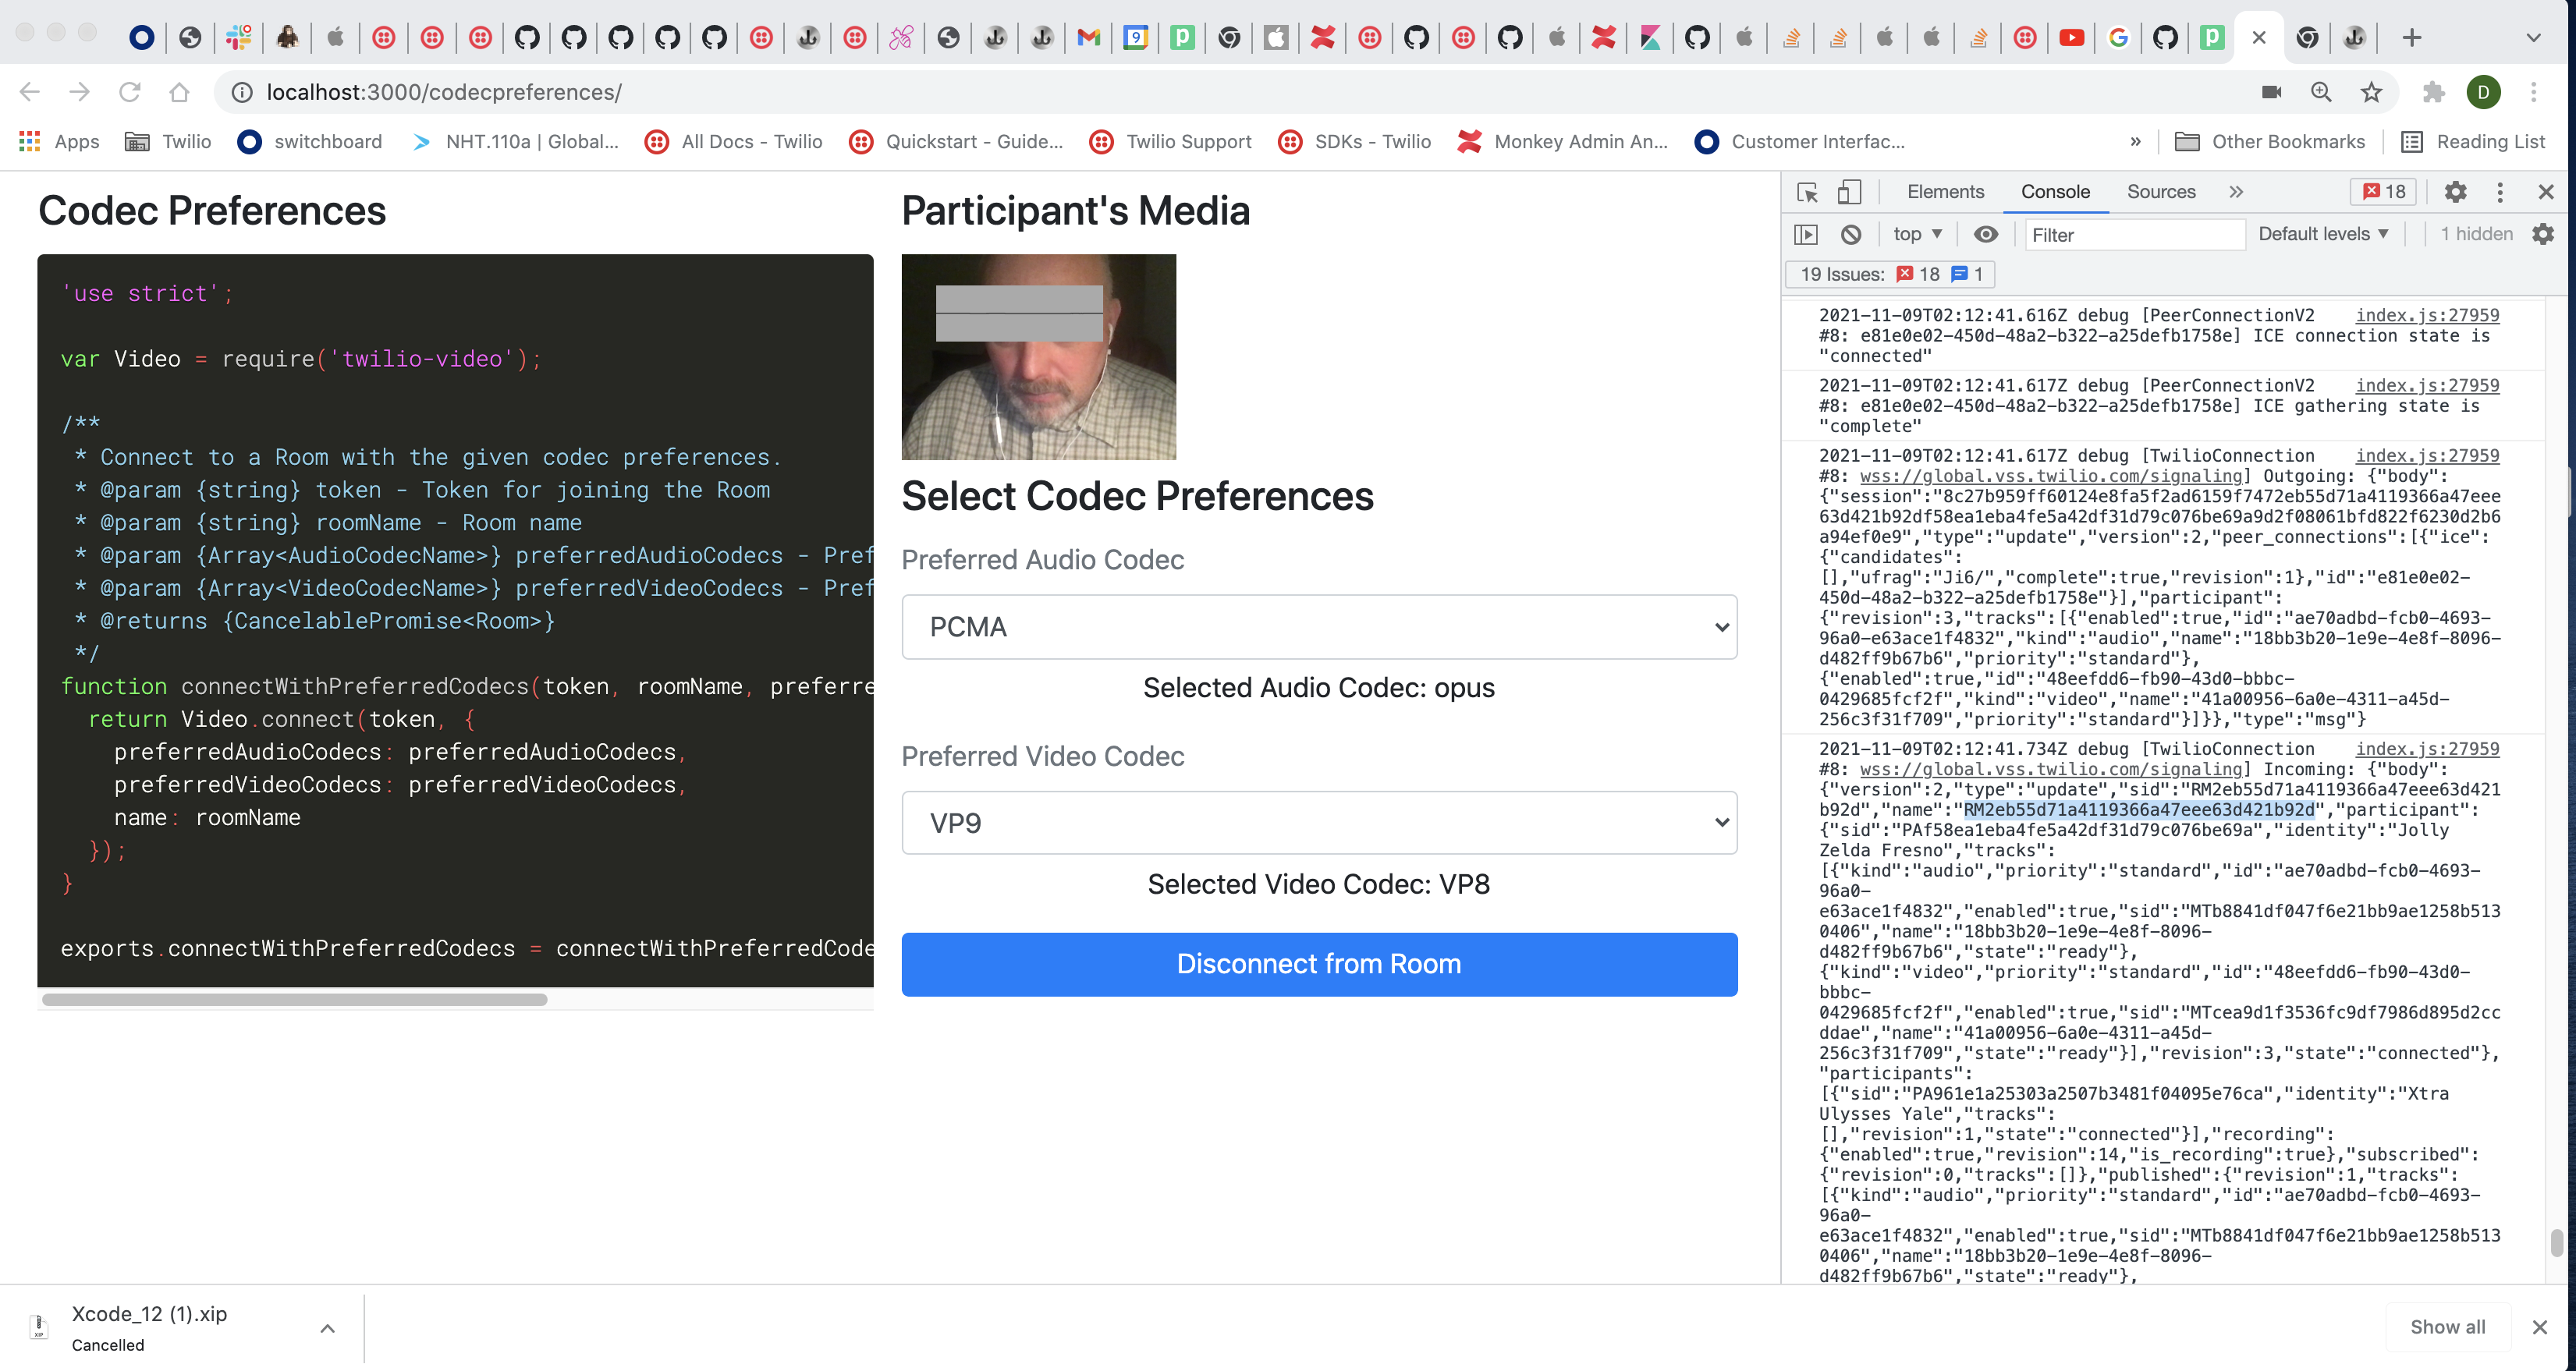 localhost:3000/codecpreferences/
D
Apps
Twilio
switchboard
NHT.110a | Global...
All Docs - Twilio
Quickstart - Guide...
Twilio Support
SDKs - Twilio
Monkey Admin An...
Customer Interfac...
»
Other Bookmarks
Reading List
Codec Preferences
'use strict';
var Video = require('twilio-video');
/**
* Connect to a Room with the given codec preferences.
* @param {string} token - Token for joining the Room
* @param {string} roomName - Room name
* @param {Array<AudioCodecName>} preferredAudioCodecs - Pref
* @param {Array<VideoCodecName>} preferredVideoCodecs - Pref
* @returns {CancelablePromise<Room>}
*/
function connectWithPreferredCodecs(token, roomName, preferre
return Video.connect(token, {
preferredAudioCodecs: preferredAudioCodecs,
preferredVideoCodecs: preferredVideoCodecs,
name: roomName
});
}
exports.connectWithPreferredCodecs = connectWithPreferredCode
Participant's Media
Select Codec Preferences
Preferred Audio Codec
PCMA
Selected Audio Codec: opus
Preferred Video Codec
VP9
Selected Video Codec: VP8
Disconnect from Room
Elements Console Sources » 18
top Filter Default levels 1 hidden
19 Issues: 18 1
2021-11-09T02:12:41.616Z debug [PeerConnectionV2 index.js:27959
#8: e81e0e02-450d-48a2-b322-a25defb1758e] ICE connection state is
"connected"
2021-11-09T02:12:41.617Z debug [PeerConnectionV2 index.js:27959
#8: e81e0e02-450d-48a2-b322-a25defb1758e] ICE gathering state is
"complete"
2021-11-09T02:12:41.617Z debug [TwilioConnection index.js:27959
#8: wss://global.vss.twilio.com/signaling] Outgoing: {"body":
{"session":"8c27b959ff60124e8fa5f2ad6159f7472eb55d71a4119366a47eee
63d421b92df58ea1eba4fe5a42df31d79c076be69a9d2f08061bfd822f6230d2b6
a94ef0e9","type":"update","version":2,"peer_connections":[{"ice":
{"candidates":
[],"ufrag":"Ji6/","complete":true,"revision":1},"id":"e81e0e02-
450d-48a2-b322-a25defb1758e"}],"participant":
{"revision":3,"tracks":[{"enabled":true,"id":"ae70adbd-fcb0-4693-
96a0-e63ace1f4832","kind":"audio","name":"18bb3b20-1e9e-4e8f-8096-
d482ff9b67b6","priority":"standard"},
{"enabled":true,"id":"48eefdd6-fb90-43d0-bbbc-
0429685fcf2f","kind":"video","name":"41a00956-6a0e-4311-a45d-
256c3f31f709","priority":"standard"}]}},"type":"msg"}
2021-11-09T02:12:41.734Z debug [TwilioConnection index.js:27959
#8: wss://global.vss.twilio.com/signaling] Incoming: {"body":
{"version":2,"type":"update","sid":"RM2eb55d71a4119366a47eee63d421
b92d","name":"RM2eb55d71a4119366a47eee63d421b92d","participant":
{"sid":"PAf58ea1eba4fe5a42df31d79c076be69a","identity":"Jolly
Zelda Fresno","tracks":
[{"kind":"audio","priority":"standard","id":"ae70adbd-fcb0-4693-
96a0-
e63ace1f4832","enabled":true,"sid":"MTb8841df047f6e21bb9ae1258b513
0406","name":"18bb3b20-1e9e-4e8f-8096-
d482ff9b67b6","state":"ready"},
{"kind":"video","priority":"standard","id":"48eefdd6-fb90-43d0-
bbbc-
0429685fcf2f","enabled":true,"sid":"MTcea9d1f3536fc9df7986d895d2cc
ddae","name":"41a00956-6a0e-4311-a45d-
256c3f31f709","state":"ready"}],"revision":3,"state":"connected"},
"participants":
[{"sid":"PA961e1a25303a2507b3481f04095e76ca","identity":"Xtra
Ulysses Yale","tracks":
[],"revision":1,"state":"connected"}],"recording":
{"enabled":true,"revision":14,"is_recording":true},"subscribed":
{"revision":0,"tracks":[]},"published":{"revision":1,"tracks":
[{"kind":"audio","priority":"standard","id":"ae70adbd-fcb0-4693-
96a0-
e63ace1f4832","enabled":true,"sid":"MTb8841df047f6e21bb9ae1258b513
0406","name":"18bb3b20-1e9e-4e8f-8096-
d482ff9b67b6","state":"ready"},
Xcode_12 (1).xip
Cancelled
Show all